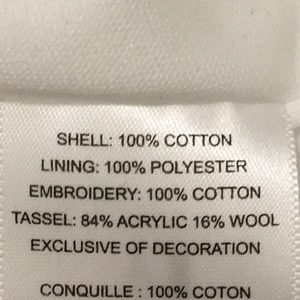 SHELL: 100% COTTON
LINING: 100% POLYESTER
EMBROIDERY: 100% COTTON
TASSEL: 84% ACRYLIC 16% WOOL
EXCLUSIVE OF DECORATION
CONQUILLE : 100% COTON